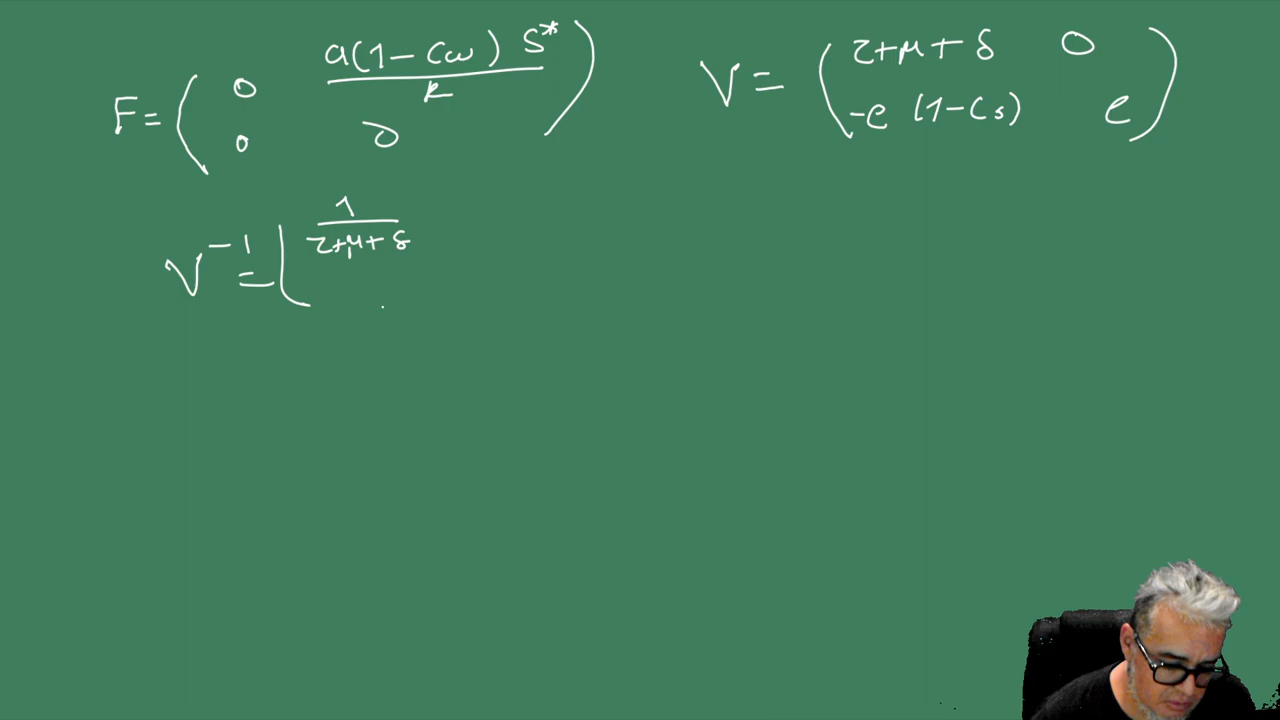 F = ( 0 a(1-Cω) S* / k )
( 0 0 )
V = ( τ+μ+δ 0 )
( -e (1-Cs) e )
V⁻¹ = ( 1 / τ+μ+δ